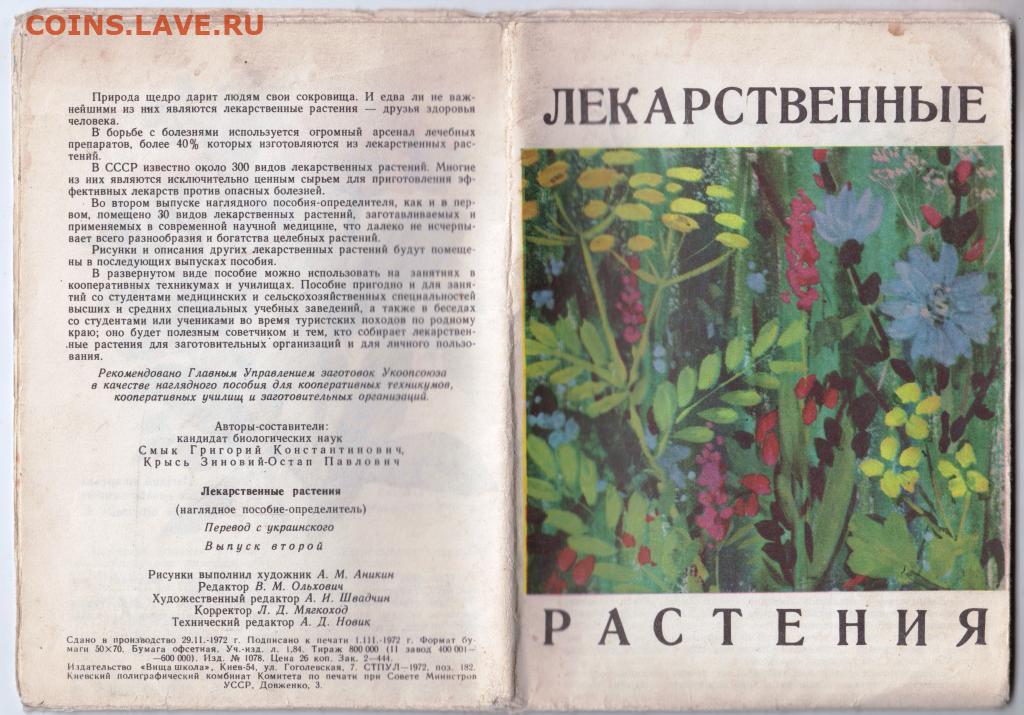 COINS.LAVE.RU
Природа щедро дарит людям свои сокровища. И едва ли не важ-
нейшими из них являются лекарственные растения — друзья здоровья
человека.
В борьбе с болезнями используется огромный арсенал лечебных
препаратов, более 40% которых изготовляются из лекарственных рас-
тений.
В СССР известно около 300 видов лекарственных растений. Многие
из них являются исключительно ценным сырьем для приготовления эф-
фективных лекарств против опасных болезней.
Во втором выпуске наглядного пособия-определителя, как и в пер-
вом, помещено 30 видов лекарственных растений, заготавливаемых и
применяемых в современной научной медицине, что далеко не исчерпы-
вает всего разнообразия и богатства целебных растений.
Рисунки и описания других лекарственных растений будут помеще-
ны в последующих выпусках пособия.
В развернутом виде пособие можно использовать на занятиях в
кооперативных техникумах и училищах. Пособие пригодно и для заня-
тий со студентами медицинских и сельскохозяйственных специальностей
высших и средних специальных учебных заведений, а также в беседах
со студентами или учениками во время туристских походов по родному
краю; оно будет полезным советчиком и тем, кто собирает лекарствен-
ные растения для заготовительных организаций и для личного пользо-
вания.
Рекомендовано Главным Управлением заготовок Укоопсоюза
в качестве наглядного пособия для кооперативных техникумов,
кооперативных училищ и заготовительных организаций.
Авторы-составители:
кандидат биологических наук
Смык Григорий Константинович,
Крысь Зиновий-Остап Павлович
Лекарственные растения
(наглядное пособие-определитель)
Перевод с украинского
Выпуск второй
Рисунки выполнил художник А. М. Аникин
Редактор В. М. Ольхович
Художественный редактор А. И. Швадчин
Корректор Л. Д. Мягкоход
Технический редактор А. Д. Новик
Сдано в производство 29.11.-1972 г. Подписано к печати 1.III.-1972 г. Формат бу-
маги 50×70. Бумага офсетная. Уч.-изд. л. 1,84. Тираж 800 000 (II завод 400 001—
—600 000). Изд. № 1078. Цена 26 коп. Зак. 2—444.
Издательство «Вища школа», Киев-54, ул. Гоголевская, 7. СТПУЛ—1972, поз. 182.
Киевский полиграфический комбинат Комитета по печати при Совете Министров
УССР, Довженко, 3.
ЛЕКАРСТВЕННЫЕ
РАСТЕНИЯ